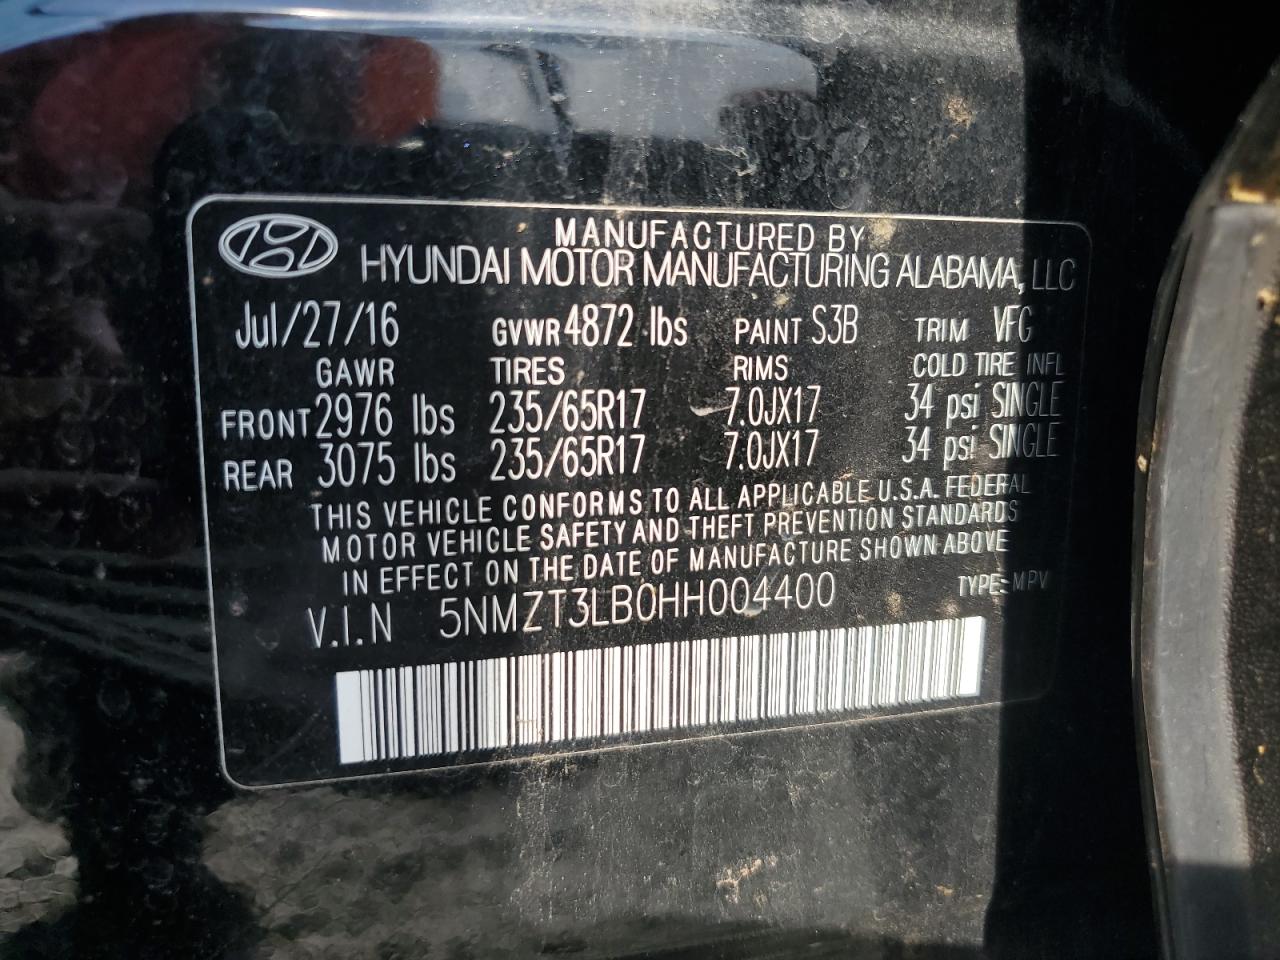 MANUFACTURED BY
HYUNDAI MOTOR MANUFACTURING ALABAMA, LLC
Jul/27/16 GVWR 4872 lbs PAINT S3B TRIM VFG
GAWR TIRES RIMS COLD TIRE INFL
FRONT 2976 lbs 235/65R17 7.0JX17 34 psi SINGLE
REAR 3075 lbs 235/65R17 7.0JX17 34 psi SINGLE
THIS VEHICLE CONFORMS TO ALL APPLICABLE U.S.A. FEDERAL
MOTOR VEHICLE SAFETY AND THEFT PREVENTION STANDARDS
IN EFFECT ON THE DATE OF MANUFACTURE SHOWN ABOVE
V.I.N 5NMZT3LB0HH004400 TYPE: MPV